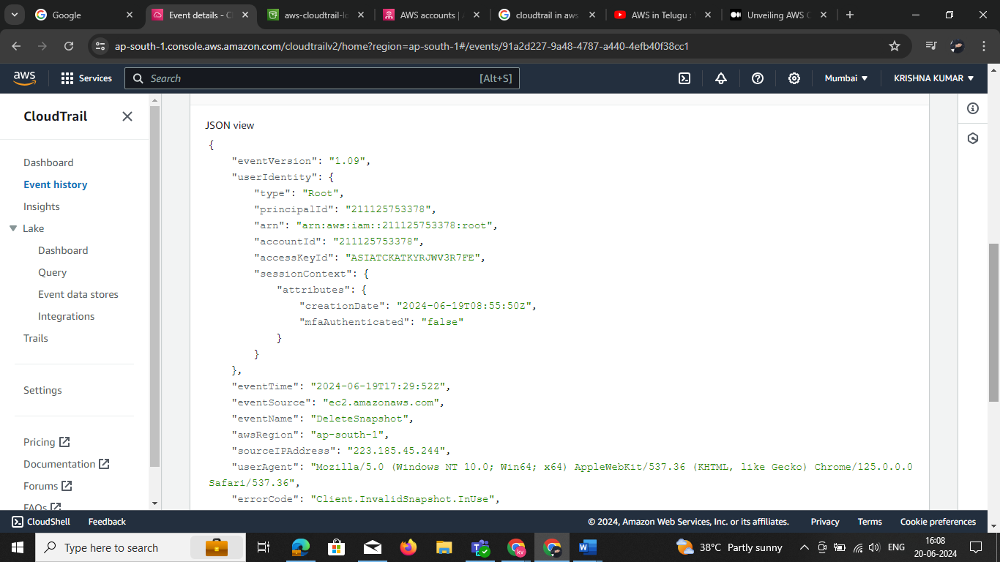 Google
Event details - C
aws-cloudtrail-lo
AWS accounts |
cloudtrail in aws
AWS in Telugu :
Unveiling AWS C
ap-south-1.console.aws.amazon.com/cloudtrailv2/home?region=ap-south-1#/events/91a2d227-9a48-4787-a440-4efb40f38cc1
aws
Services
Search
[Alt+S]
Mumbai
KRISHNA KUMAR
CloudTrail
Dashboard
Event history
Insights
Lake
Dashboard
Query
Event data stores
Integrations
Trails
Settings
Pricing
Documentation
Forums
FAQs
JSON view
{
"eventVersion": "1.09",
"userIdentity": {
"type": "Root",
"principalId": "211125753378",
"arn": "arn:aws:iam::211125753378:root",
"accountId": "211125753378",
"accessKeyId": "ASIATCKATKYRJWV3R7FE",
"sessionContext": {
"attributes": {
"creationDate": "2024-06-19T08:55:50Z",
"mfaAuthenticated": "false"
}
}
},
"eventTime": "2024-06-19T17:29:52Z",
"eventSource": "ec2.amazonaws.com",
"eventName": "DeleteSnapshot",
"awsRegion": "ap-south-1",
"sourceIPAddress": "223.185.45.244",
"userAgent": "Mozilla/5.0 (Windows NT 10.0; Win64; x64) AppleWebKit/537.36 (KHTML, like Gecko) Chrome/125.0.0.0
Safari/537.36",
"errorCode": "Client.InvalidSnapshot.InUse",
CloudShell
Feedback
© 2024, Amazon Web Services, Inc. or its affiliates.
Privacy
Terms
Cookie preferences
Type here to search
kv
38°C Partly sunny
ENG
16:08
20-06-2024